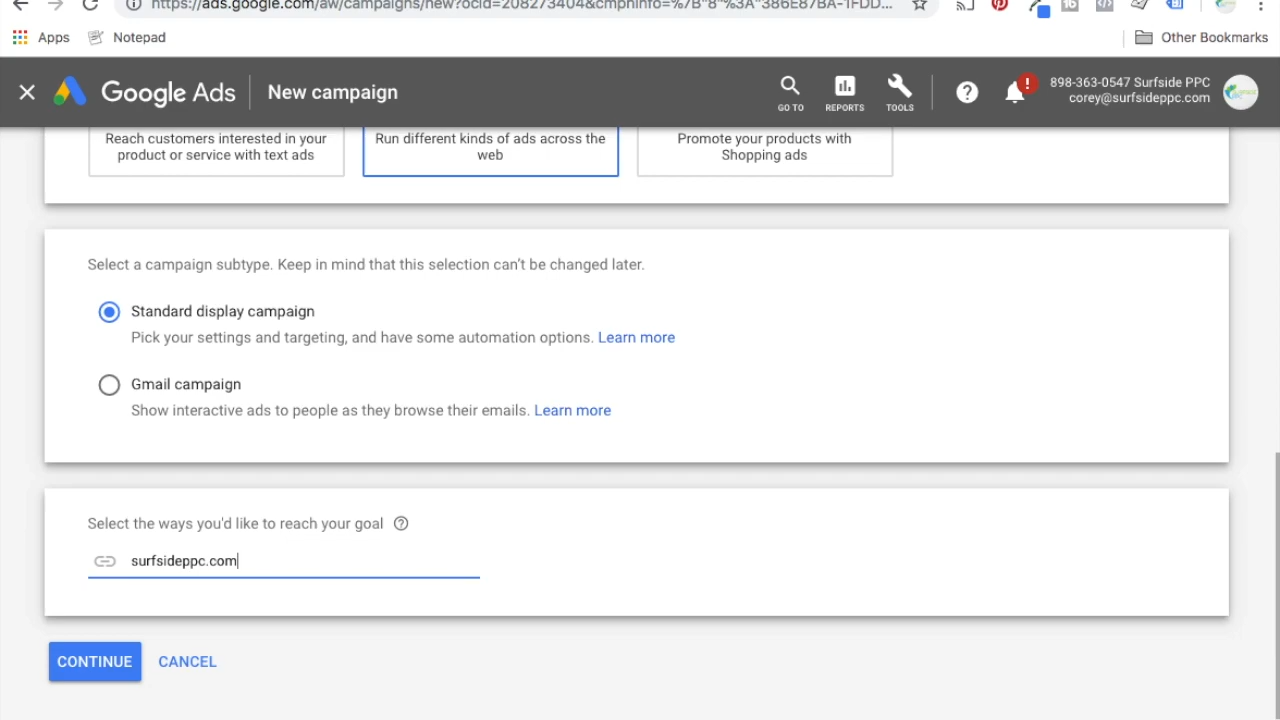 https://ads.google.com/aw/campaigns/new?ocid=208273404&cmpnInfo=%7B"8"%3A"386E87BA-1FDD...
Apps
Notepad
Other Bookmarks
Google Ads
New campaign
GO TO
REPORTS
TOOLS
898-363-0547 Surfside PPC
corey@surfsideppc.com
Reach customers interested in your
product or service with text ads
Run different kinds of ads across the
web
Promote your products with
Shopping ads
Select a campaign subtype. Keep in mind that this selection can't be changed later.
Standard display campaign
Pick your settings and targeting, and have some automation options. Learn more
Gmail campaign
Show interactive ads to people as they browse their emails. Learn more
Select the ways you'd like to reach your goal
surfsideppc.com
CONTINUE
CANCEL